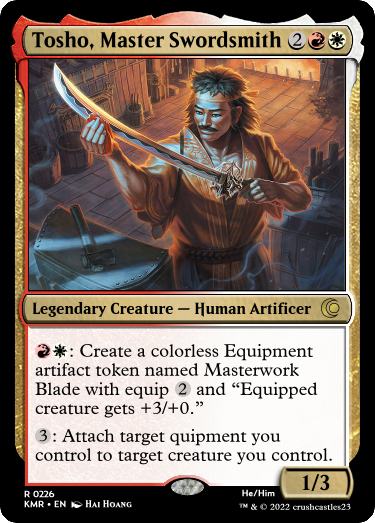 Tosho, Master Swordsmith 2
Legendary Creature — Human Artificer
: Create a colorless Equipment
artifact token named Masterwork
Blade with equip 2 and “Equipped
creature gets +3/+0.”
3: Attach target quipment you
control to target creature you control.
1/3
R 0226
He/Him
KMR • EN Hai Hoang
™ & © 2022 crushcastles23